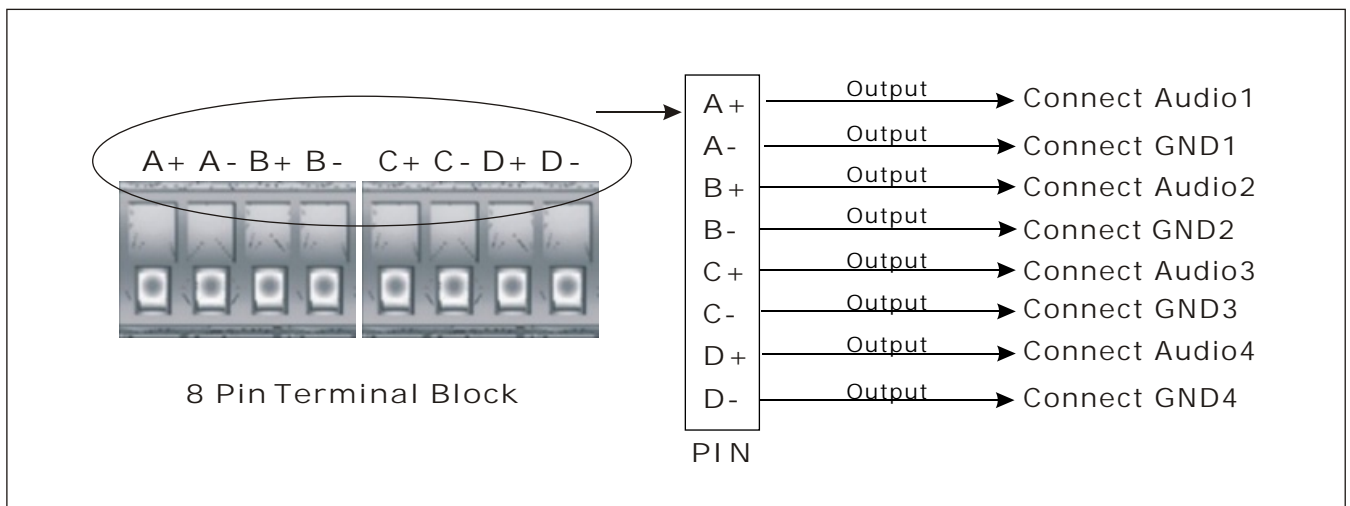 A+ A- B+ B- C+ C- D+ D-
8 Pin Terminal Block
A+ Output Connect Audio1
A- Output Connect GND1
B+ Output Connect Audio2
B- Output Connect GND2
C+ Output Connect Audio3
C- Output Connect GND3
D+ Output Connect Audio4
D- Output Connect GND4
PIN